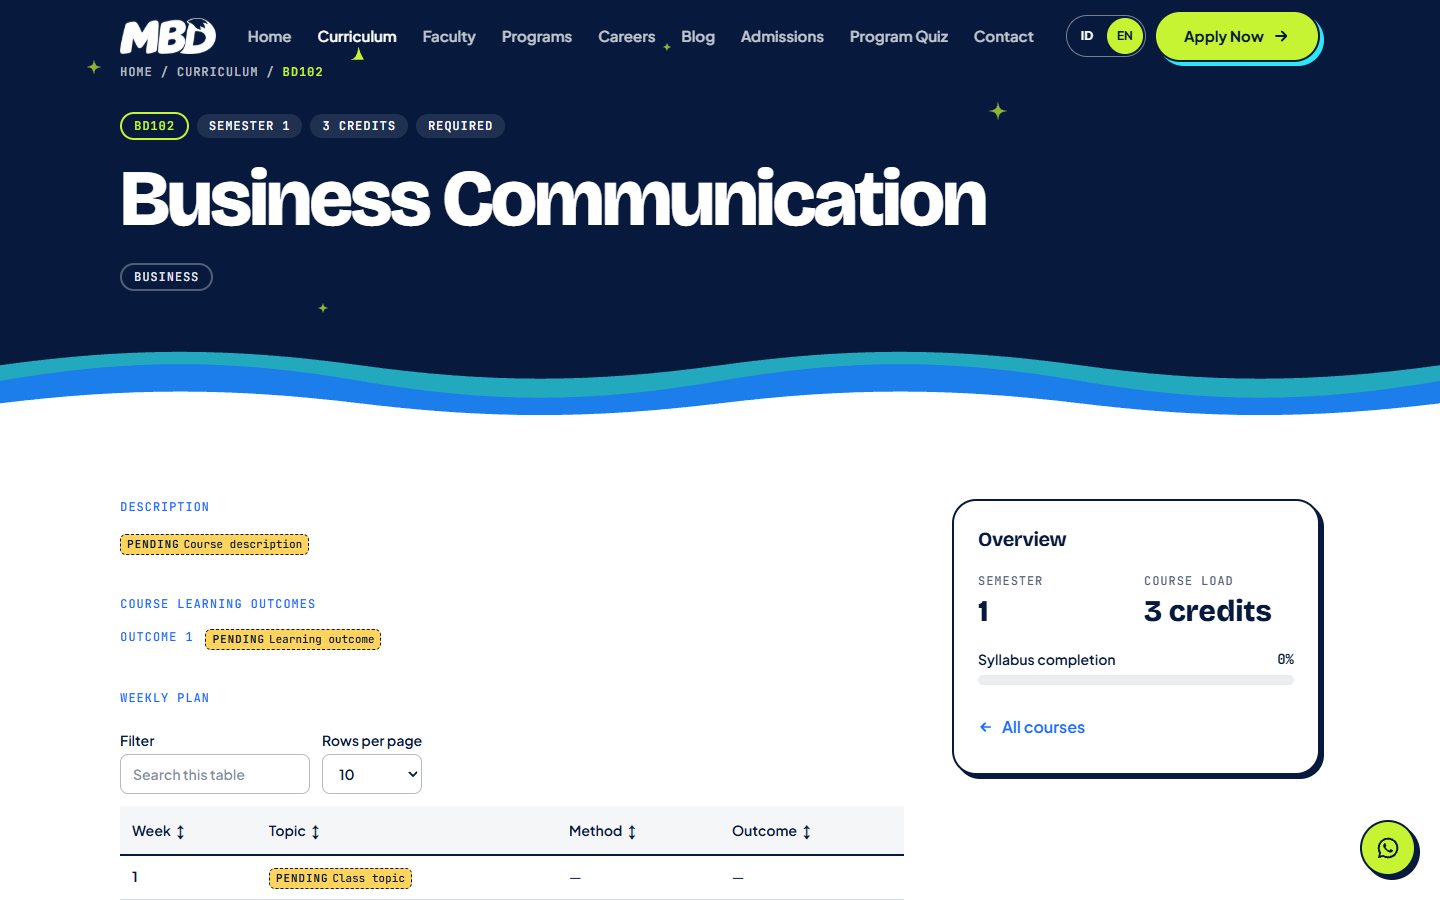 MBD Home Curriculum Faculty Programs Careers Blog Admissions Program Quiz Contact ID EN Apply Now →
HOME / CURRICULUM / BD102
BD102 SEMESTER 1 3 CREDITS REQUIRED
Business Communication
BUSINESS
DESCRIPTION
PENDING Course description
COURSE LEARNING OUTCOMES
OUTCOME 1 PENDING Learning outcome
WEEKLY PLAN
Filter Rows per page
Search this table 10
Week ↕ Topic ↕ Method ↕ Outcome ↕
1 PENDING Class topic — —
Overview
SEMESTER COURSE LOAD
1 3 credits
Syllabus completion 0%
← All courses